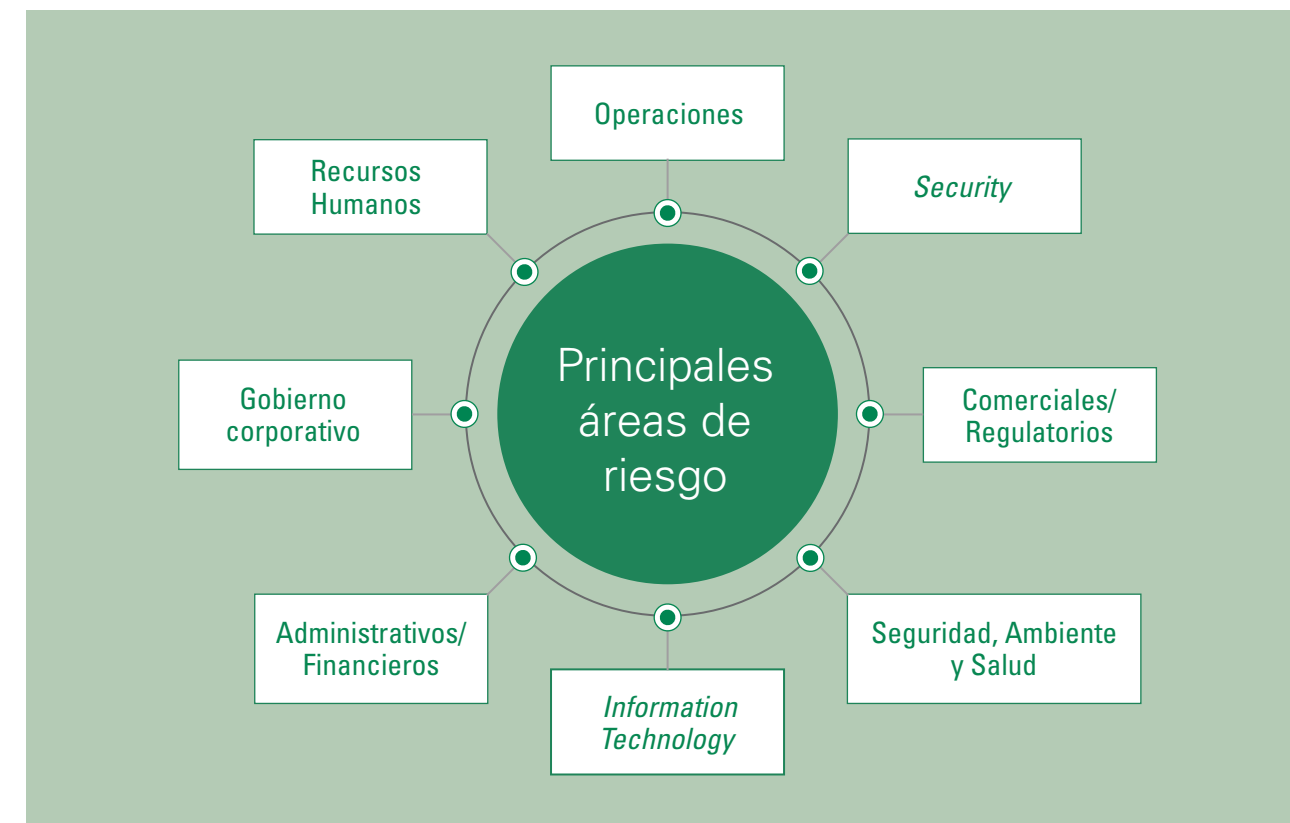 Operaciones
Recursos
Humanos
Security
Principales
áreas de
riesgo
Gobierno
corporativo
Comerciales/
Regulatorios
Administrativos/
Financieros
Seguridad, Ambiente
y Salud
Information
Technology